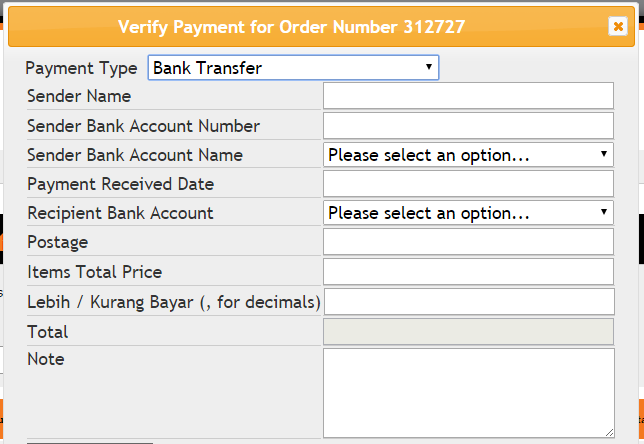 Verify Payment for Order Number 312727
Payment Type Bank Transfer
Sender Name
Sender Bank Account Number
Sender Bank Account Name Please select an option...
Payment Received Date
Recipient Bank Account Please select an option...
Postage
Items Total Price
Lebih / Kurang Bayar (, for decimals)
Total
Note